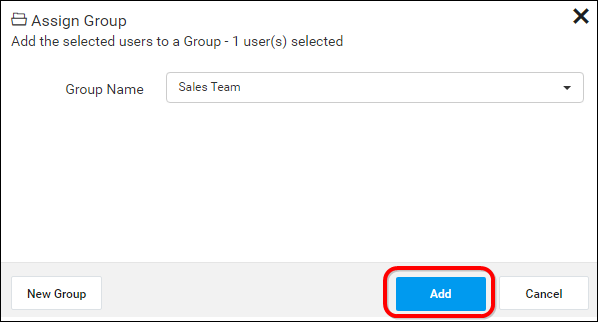 Assign Group
Add the selected users to a Group - 1 user(s) selected
Group Name
Sales Team
New Group
Add
Cancel